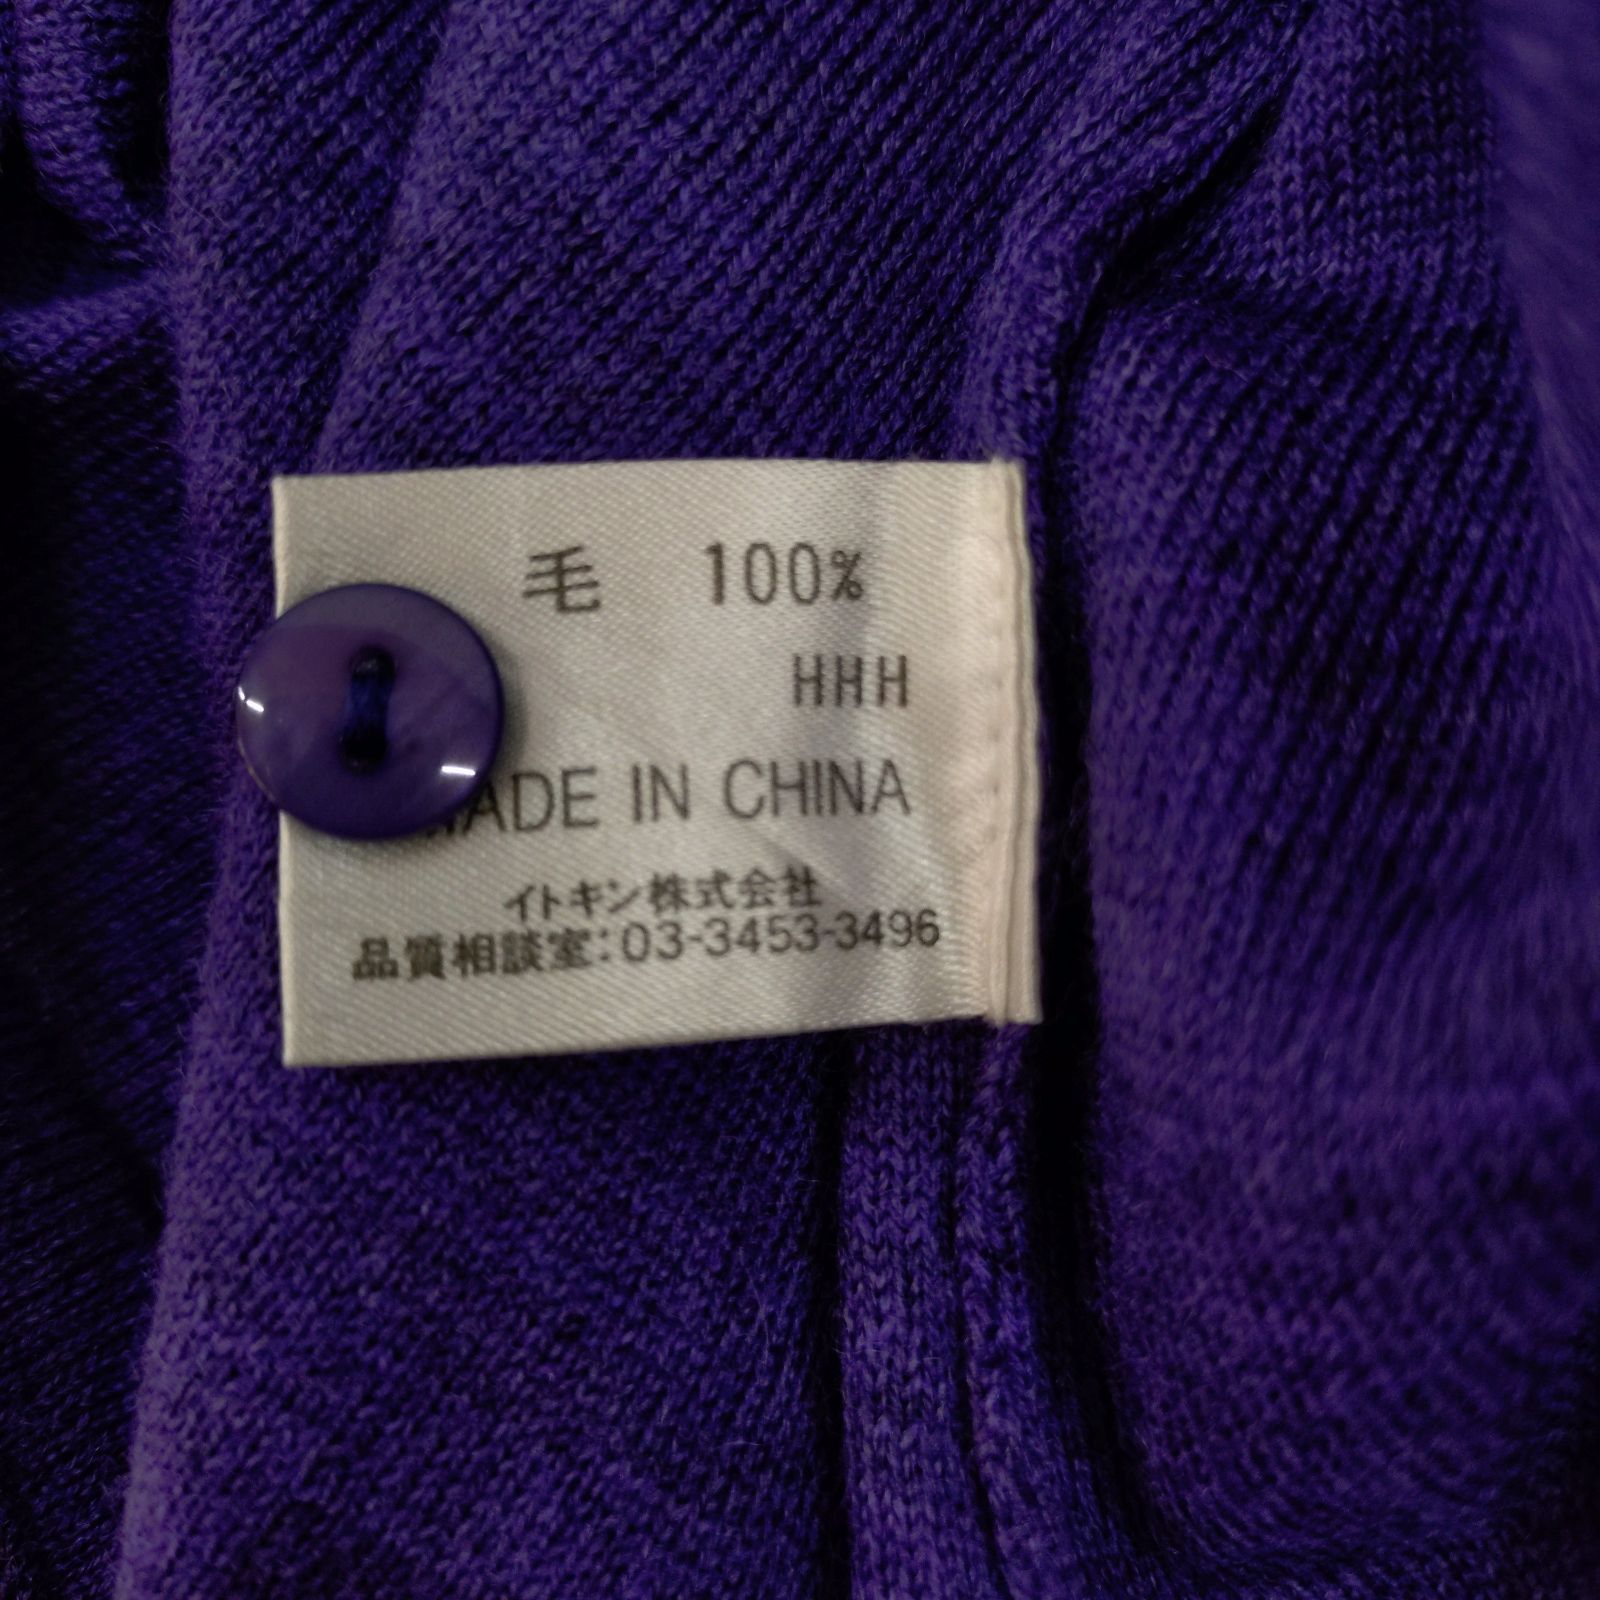 毛 100%
HHH
MADE IN CHINA
イトキン株式会社
品質相談室:03-3453-3496